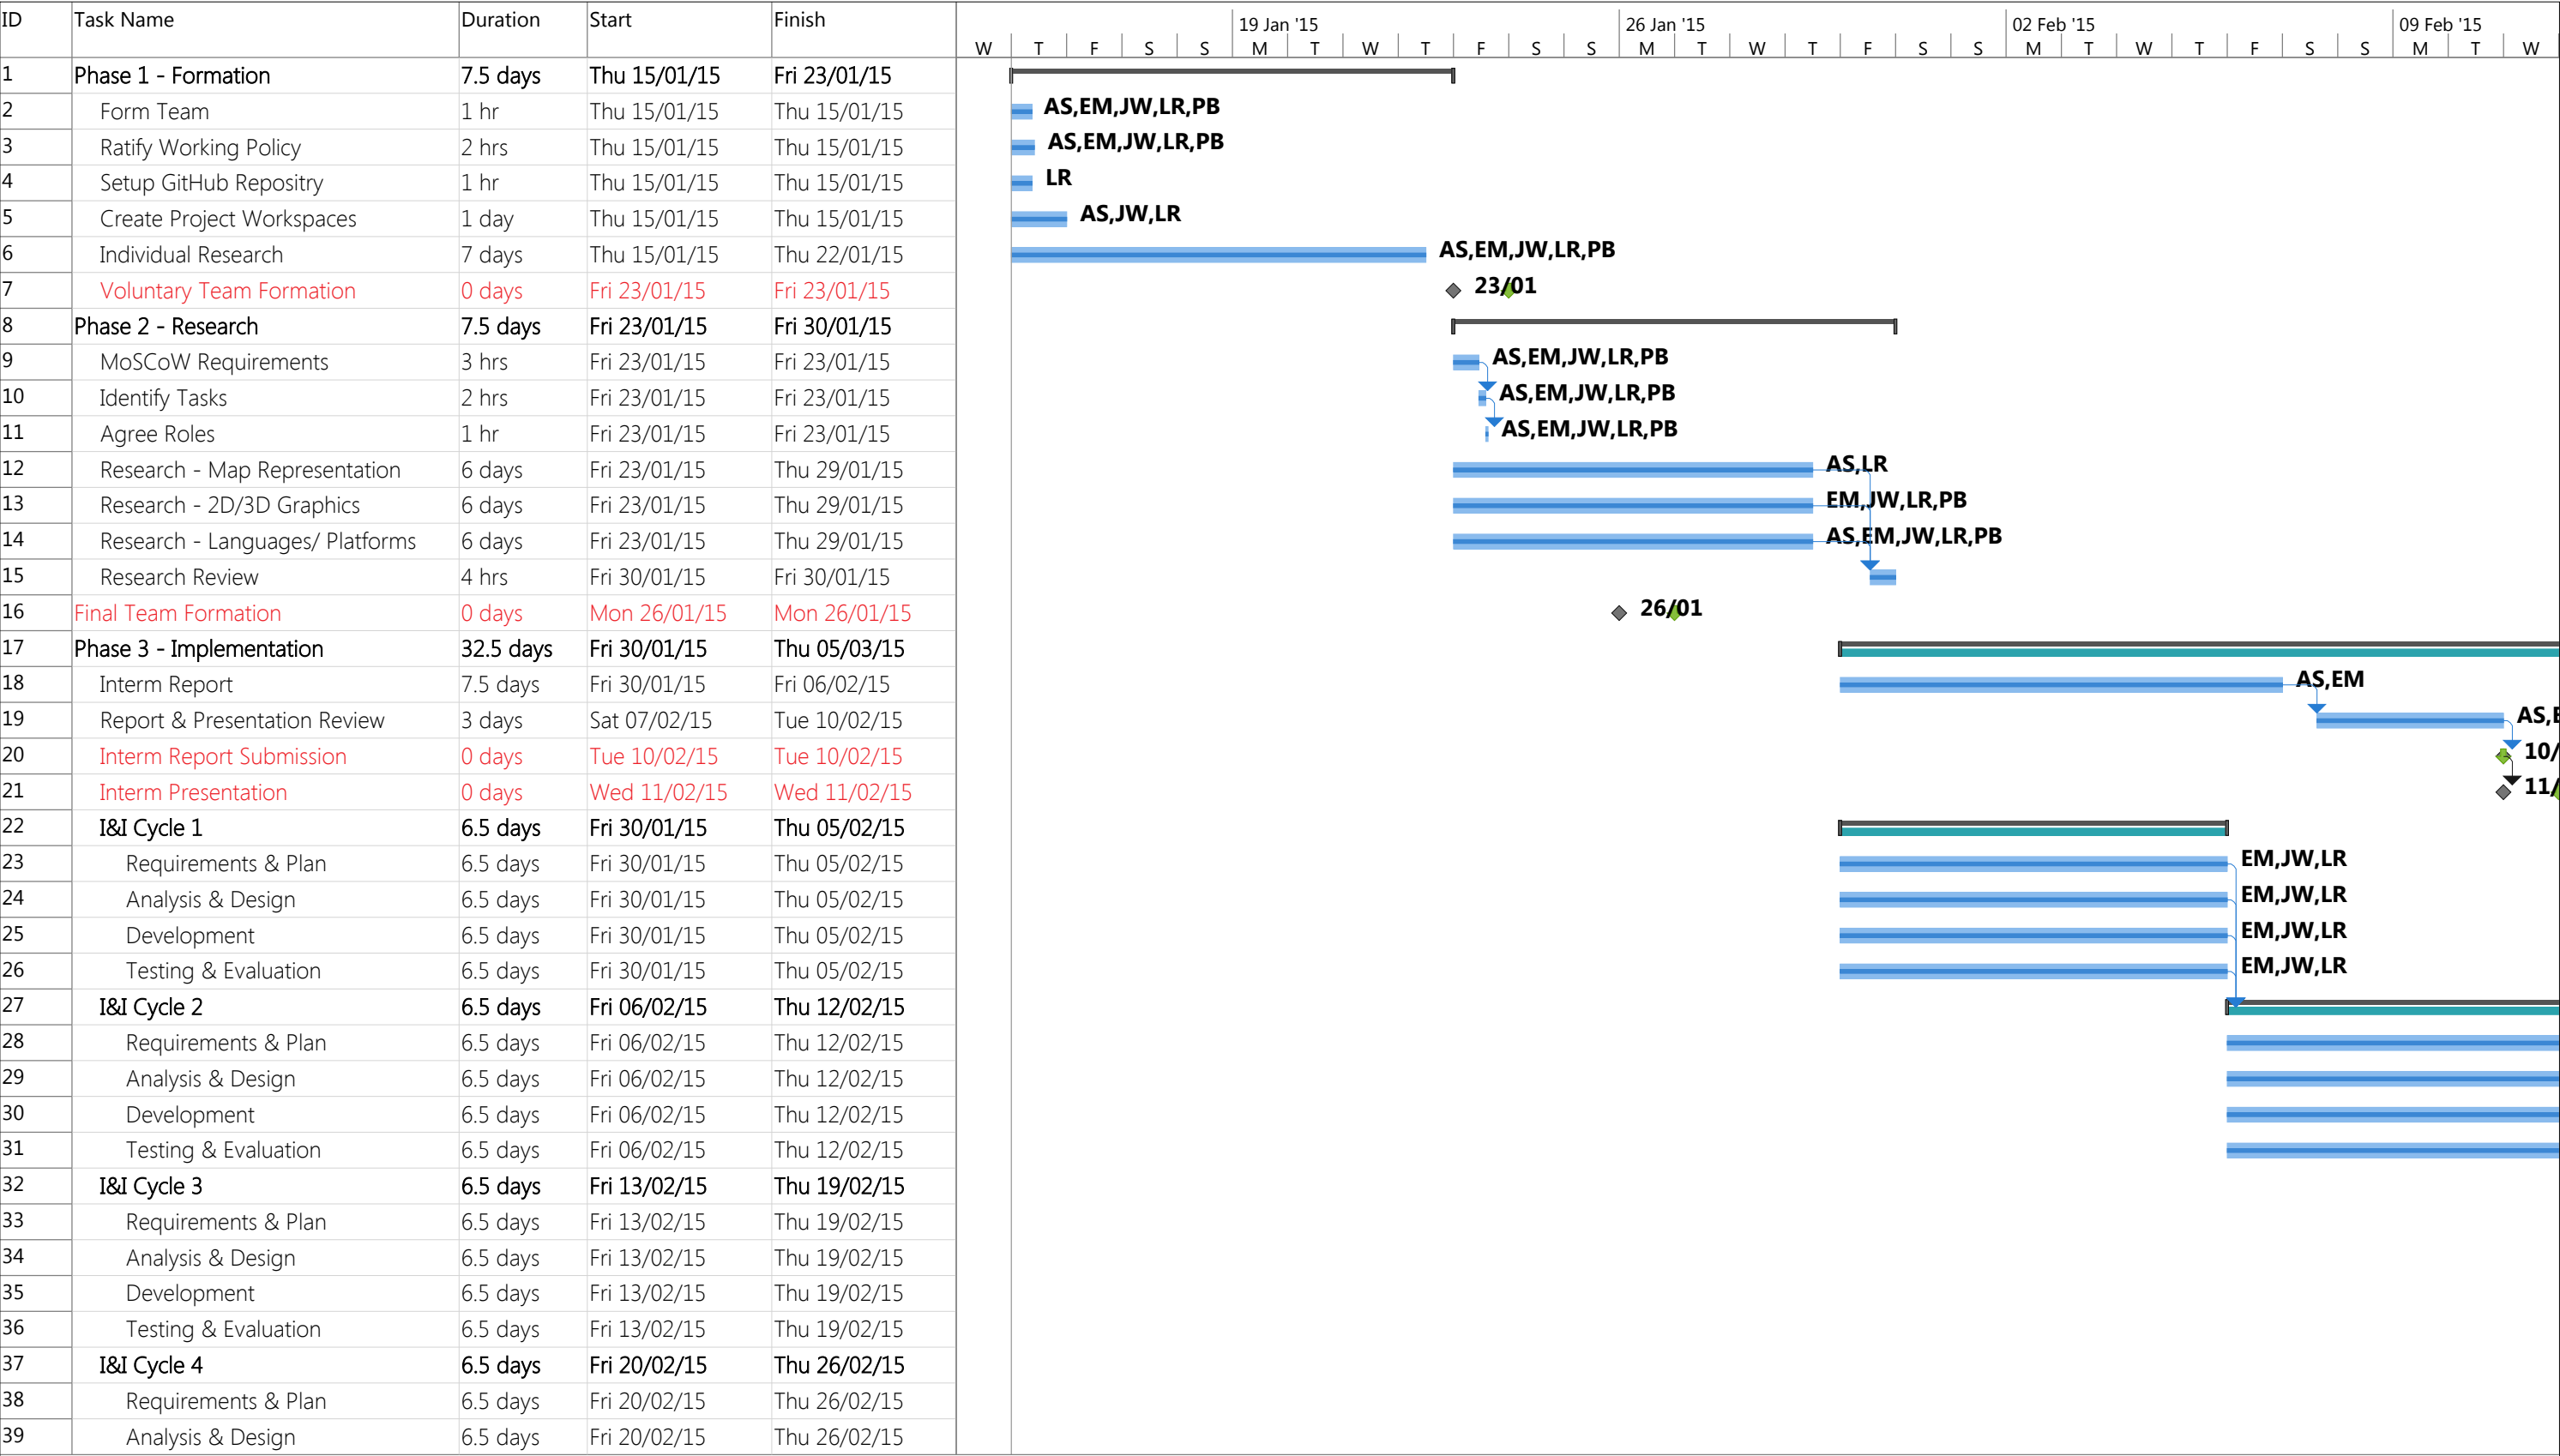 ID Task Name Duration Start Finish 19 Jan '15 26 Jan '15 02 Feb '15 09 Feb '15
W T F S S M T W T F S S M T W T F S S M T W T F S S M T W
1 Phase 1 - Formation 7.5 days Thu 15/01/15 Fri 23/01/15
2 Form Team 1 hr Thu 15/01/15 Thu 15/01/15 AS,EM,JW,LR,PB
3 Ratify Working Policy 2 hrs Thu 15/01/15 Thu 15/01/15 AS,EM,JW,LR,PB
4 Setup GitHub Repositry 1 hr Thu 15/01/15 Thu 15/01/15 LR
5 Create Project Workspaces 1 day Thu 15/01/15 Thu 15/01/15 AS,JW,LR
6 Individual Research 7 days Thu 15/01/15 Thu 22/01/15 AS,EM,JW,LR,PB
7 Voluntary Team Formation 0 days Fri 23/01/15 Fri 23/01/15 23/01
8 Phase 2 - Research 7.5 days Fri 23/01/15 Fri 30/01/15
9 MoSCoW Requirements 3 hrs Fri 23/01/15 Fri 23/01/15 AS,EM,JW,LR,PB
10 Identify Tasks 2 hrs Fri 23/01/15 Fri 23/01/15 AS,EM,JW,LR,PB
11 Agree Roles 1 hr Fri 23/01/15 Fri 23/01/15 AS,EM,JW,LR,PB
12 Research - Map Representation 6 days Fri 23/01/15 Thu 29/01/15 AS,LR
13 Research - 2D/3D Graphics 6 days Fri 23/01/15 Thu 29/01/15 EM,JW,LR,PB
14 Research - Languages/ Platforms 6 days Fri 23/01/15 Thu 29/01/15 AS,EM,JW,LR,PB
15 Research Review 4 hrs Fri 30/01/15 Fri 30/01/15
16 Final Team Formation 0 days Mon 26/01/15 Mon 26/01/15 26/01
17 Phase 3 - Implementation 32.5 days Fri 30/01/15 Thu 05/03/15
18 Interm Report 7.5 days Fri 30/01/15 Fri 06/02/15 AS,EM
19 Report & Presentation Review 3 days Sat 07/02/15 Tue 10/02/15 AS,
20 Interm Report Submission 0 days Tue 10/02/15 Tue 10/02/15 10/
21 Interm Presentation 0 days Wed 11/02/15 Wed 11/02/15 11/
22 I&I Cycle 1 6.5 days Fri 30/01/15 Thu 05/02/15
23 Requirements & Plan 6.5 days Fri 30/01/15 Thu 05/02/15 EM,JW,LR
24 Analysis & Design 6.5 days Fri 30/01/15 Thu 05/02/15 EM,JW,LR
25 Development 6.5 days Fri 30/01/15 Thu 05/02/15 EM,JW,LR
26 Testing & Evaluation 6.5 days Fri 30/01/15 Thu 05/02/15 EM,JW,LR
27 I&I Cycle 2 6.5 days Fri 06/02/15 Thu 12/02/15
28 Requirements & Plan 6.5 days Fri 06/02/15 Thu 12/02/15
29 Analysis & Design 6.5 days Fri 06/02/15 Thu 12/02/15
30 Development 6.5 days Fri 06/02/15 Thu 12/02/15
31 Testing & Evaluation 6.5 days Fri 06/02/15 Thu 12/02/15
32 I&I Cycle 3 6.5 days Fri 13/02/15 Thu 19/02/15
33 Requirements & Plan 6.5 days Fri 13/02/15 Thu 19/02/15
34 Analysis & Design 6.5 days Fri 13/02/15 Thu 19/02/15
35 Development 6.5 days Fri 13/02/15 Thu 19/02/15
36 Testing & Evaluation 6.5 days Fri 13/02/15 Thu 19/02/15
37 I&I Cycle 4 6.5 days Fri 20/02/15 Thu 26/02/15
38 Requirements & Plan 6.5 days Fri 20/02/15 Thu 26/02/15
39 Analysis & Design 6.5 days Fri 20/02/15 Thu 26/02/15